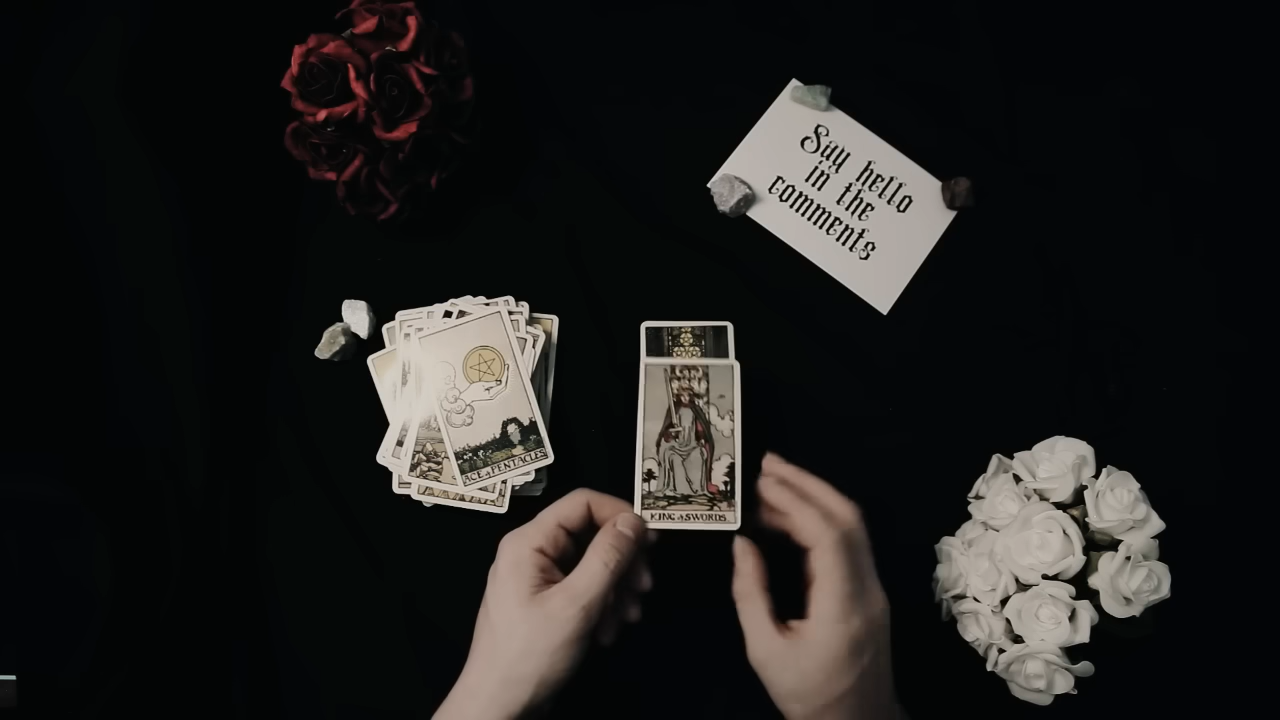 Say hello
in the
comments
ACE of PENTACLES
KING of SWORDS.